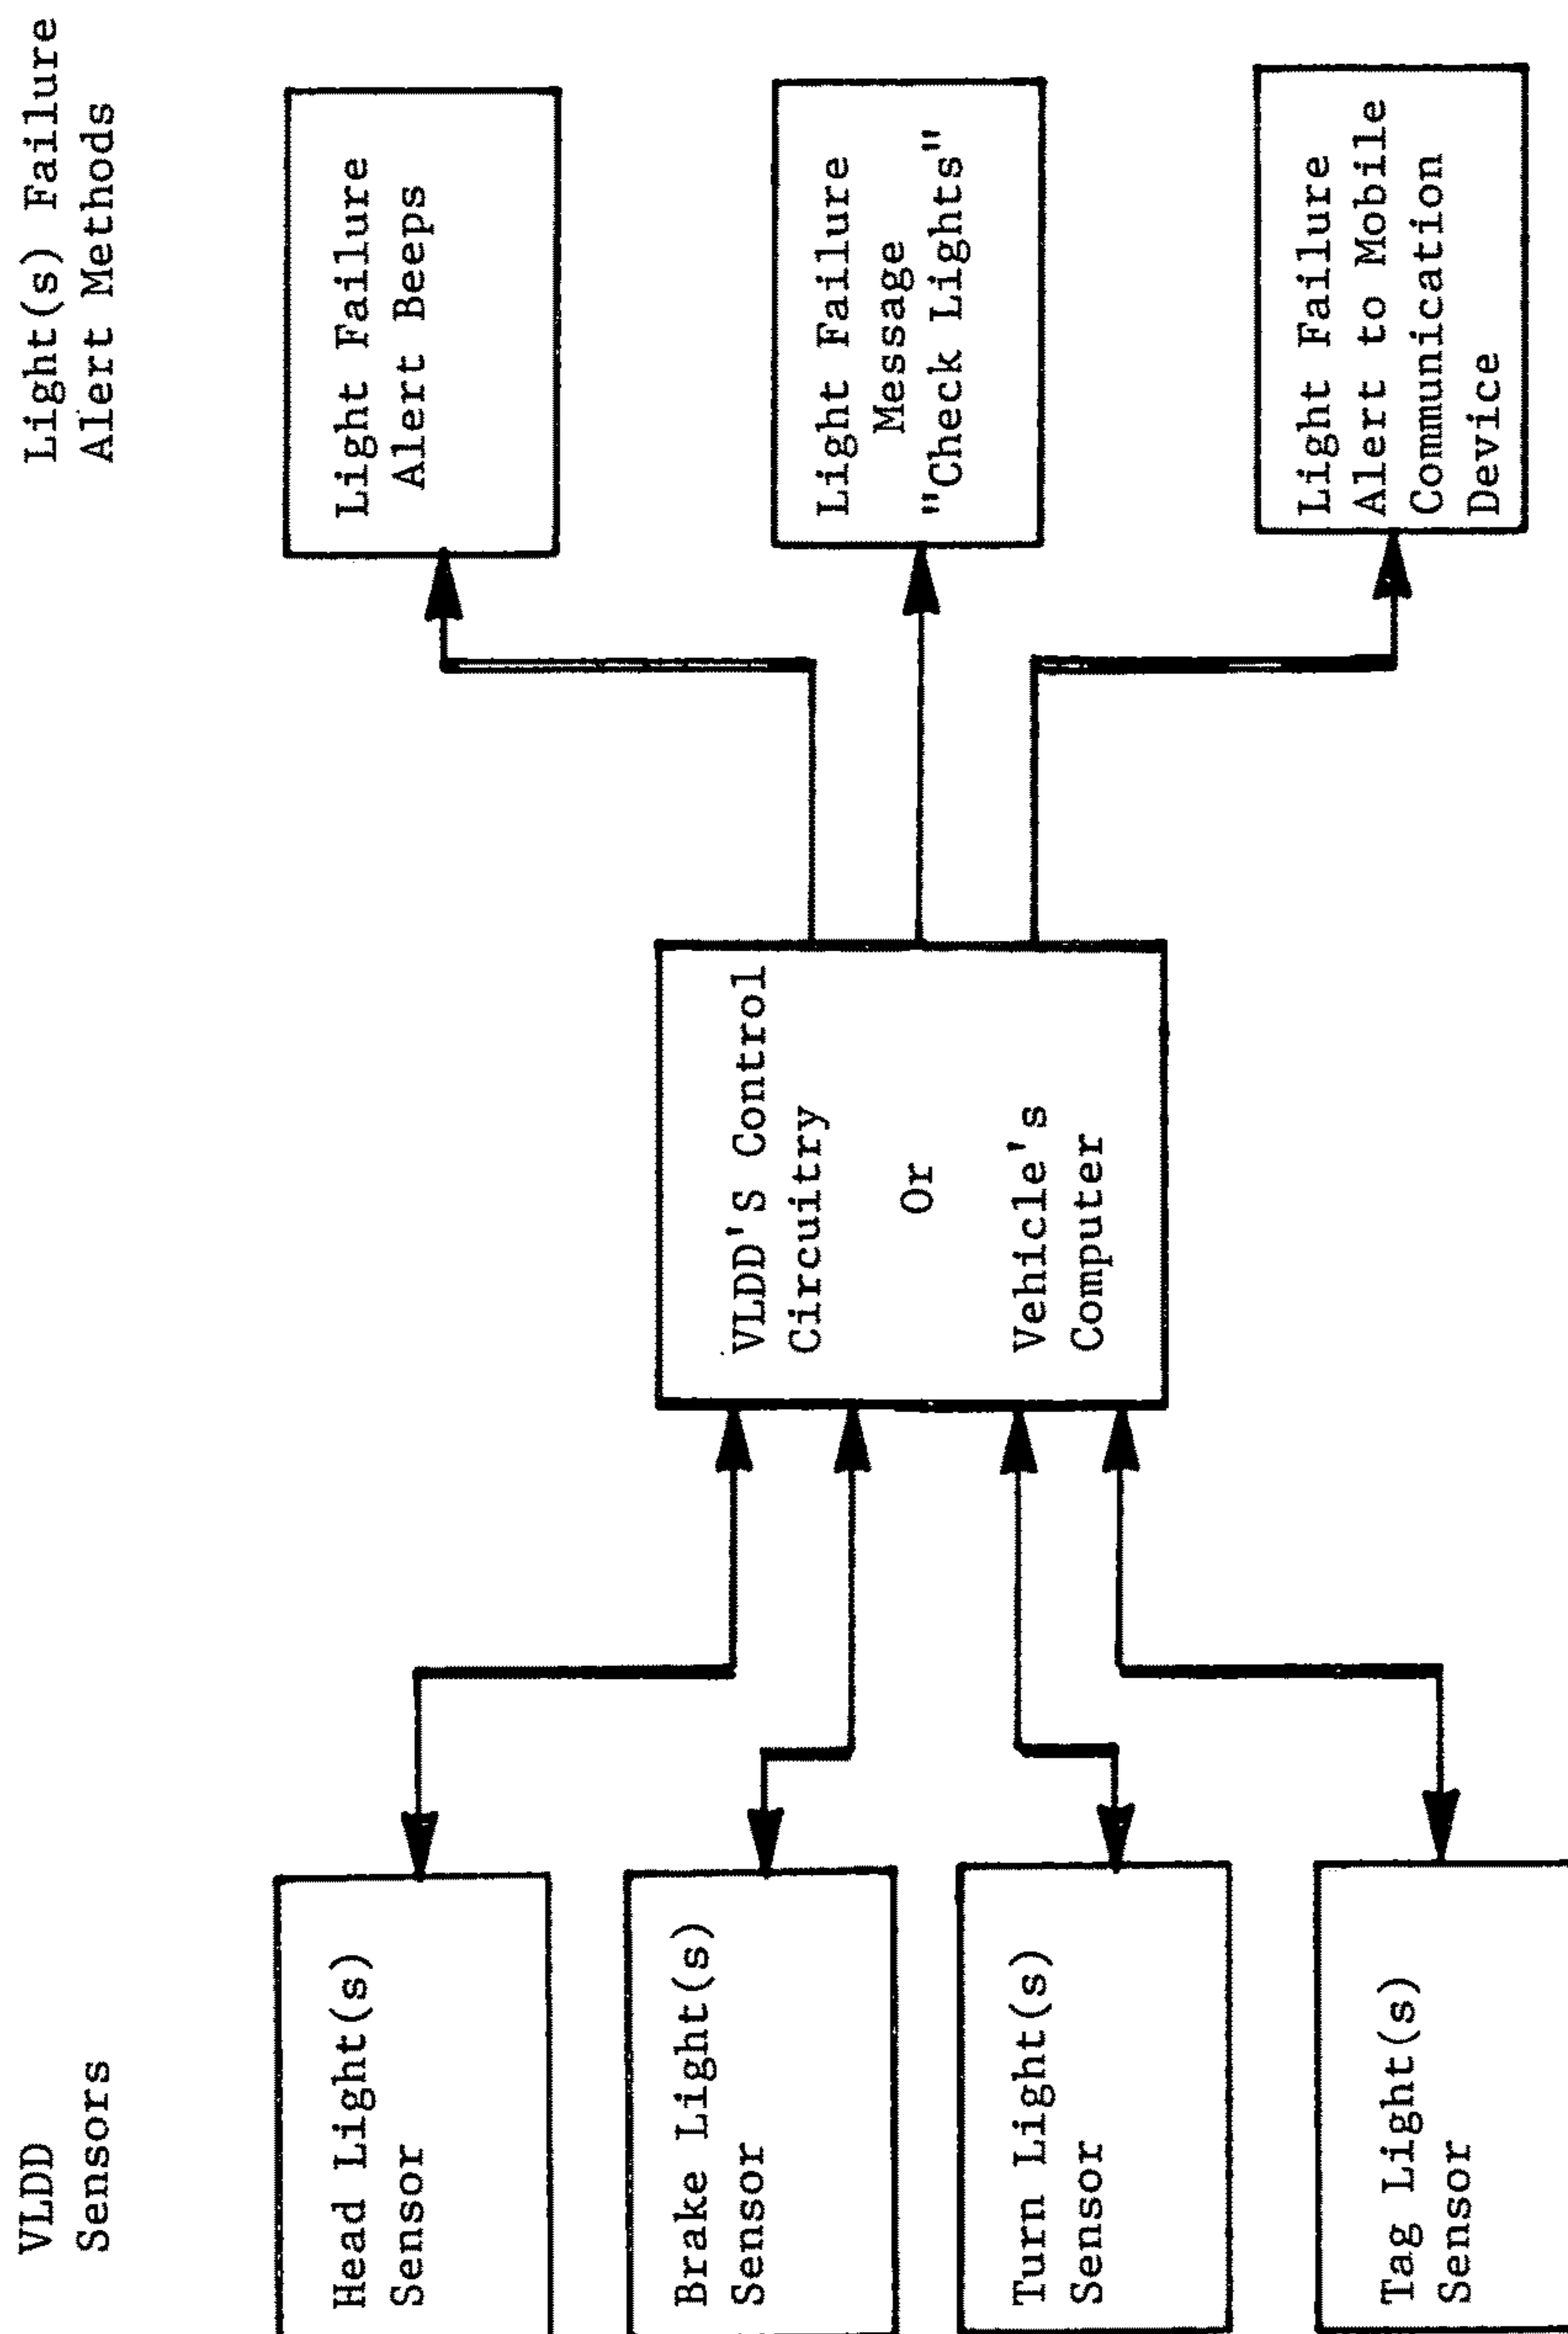 VLDD
Sensors
Light(s) Failure
Alert Methods
Head Light(s)
Sensor
Brake Light(s)
Sensor
Turn Light(s)
Sensor
Tag Light(s)
Sensor
VLDD'S Control
Circuitry
Or
Vehicle's
Computer
Light Failure
Alert Beeps
Light Failure
Message
"Check Lights"
Light Failure
Alert to Mobile
Communication
Device